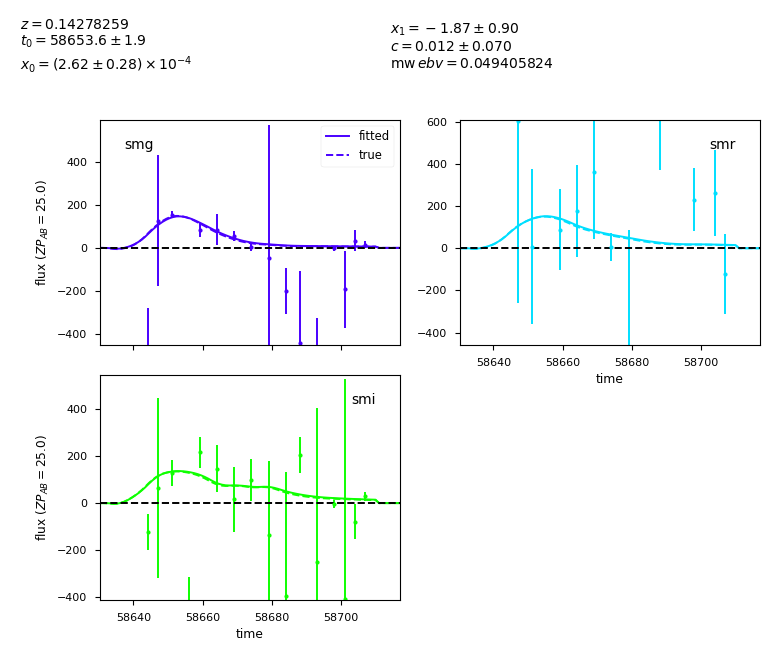 z = 0.14278259
t₀ = 58653.6 ± 1.9
x₀ = (2.62 ± 0.28) × 10⁻⁴
x₁ = −1.87 ± 0.90
c = 0.012 ± 0.070
mw ebv = 0.049405824
smg
fitted
true
flux (ZP_AB = 25.0)
400
200
0
−200
−400
smr
600
400
200
0
−200
−400
58640 58660 58680 58700
time
smi
flux (ZP_AB = 25.0)
400
200
0
−200
−400
58640 58660 58680 58700
time